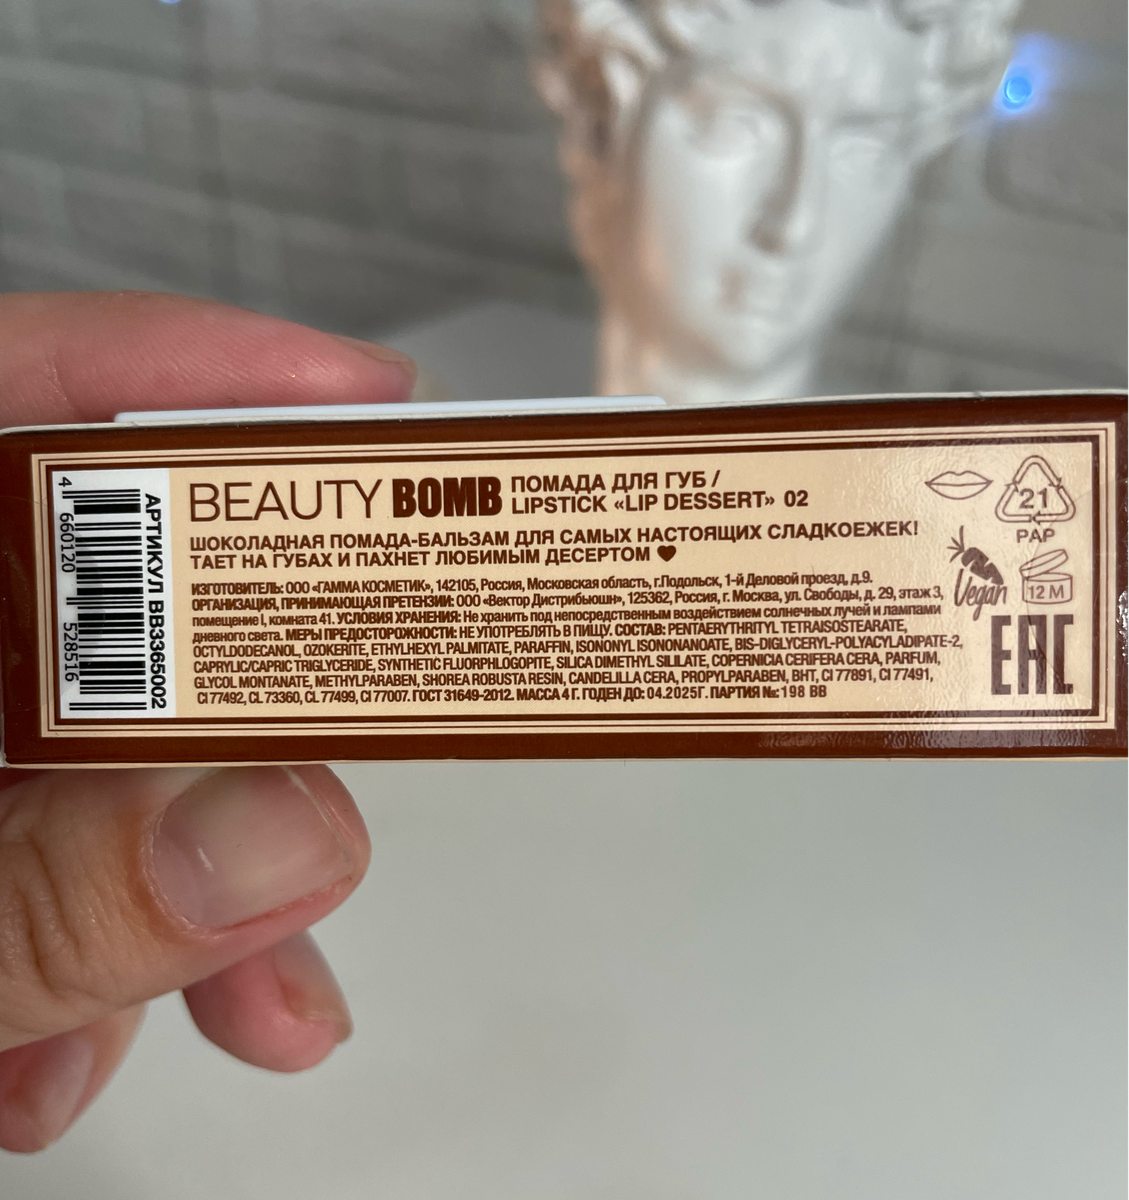 BEAUTY BOMB ПОМАДА ДЛЯ ГУБ /
LIPSTICK «LIP DESSERT» 02
ШОКОЛАДНАЯ ПОМАДА-БАЛЬЗАМ ДЛЯ САМЫХ НАСТОЯЩИХ СЛАДКОЕЖЕК!
ТАЕТ НА ГУБАХ И ПАХНЕТ ЛЮБИМЫМ ДЕСЕРТОМ ♥
ИЗГОТОВИТЕЛЬ: ООО «ГАММА КОСМЕТИК», 142105, Россия, Московская область, г.Подольск, 1-й Деловой проезд, д.9.
ОРГАНИЗАЦИЯ, ПРИНИМАЮЩАЯ ПРЕТЕНЗИИ: ООО «Вектор Дистрибьюшн», 125362, Россия, г. Москва, ул. Свободы, д. 29, этаж 3,
помещение I, комната 41. УСЛОВИЯ ХРАНЕНИЯ: Не хранить под непосредственным воздействием солнечных лучей и лампами
дневного света. МЕРЫ ПРЕДОСТОРОЖНОСТИ: НЕ УПОТРЕБЛЯТЬ В ПИЩУ. СОСТАВ: PENTAERYTHRITYL TETRAISOSTEARATE,
OCTYLDODECANOL, OZOKERITE, ETHYLHEXYL PALMITATE, PARAFFIN, ISONONYL ISONONANOATE, BIS-DIGLYCERYL-POLYACYLADIPATE-2,
CAPRYLIC/CAPRIC TRIGLYCERIDE, SYNTHETIC FLUORPHLOGOPITE, SILICA DIMETHYL SILILATE, COPERNICIA CERIFERA CERA, PARFUM,
GLYCOL MONTANATE, METHYLPARABEN, SHOREA ROBUSTA RESIN, CANDELILLA CERA, PROPYLPARABEN, BHT, CI 77891, CI 77491,
CI 77492, CL 73360, CL 77499, CI 77007. ГОСТ 31649-2012. МАССА 4 Г. ГОДЕН ДО: 04.2025Г. ПАРТИЯ №: 198 BB
АРТИКУЛ BB3365002
4 660120 528516
21
PAP
Vegan
12 M
EAC